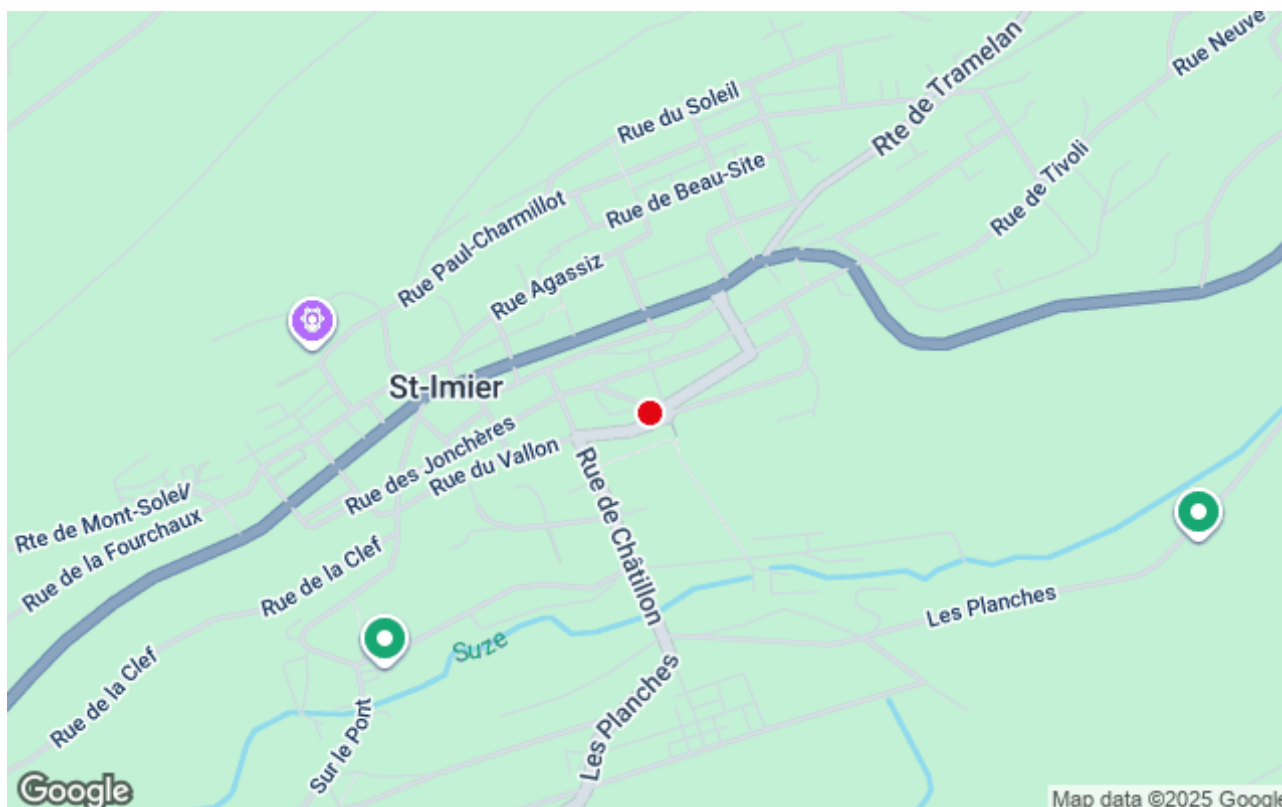 Rue Neuve
Rte de Tramelan
Rue du Soleil
Rue de Beau-Site
Rue de Tivoli
Rue Paul-Charmillot
Rue Agassiz
St-Imier
Rue des Jonchères
Rue du Vallon
Rte de Mont-Soleil
Rue de la Fourchaux
Rue de la Clef
Rue de Châtillon
Les Planches
Suze
Rue de la Clef
Sur le Pont
Les Planches
Google
Map data ©2025 Google